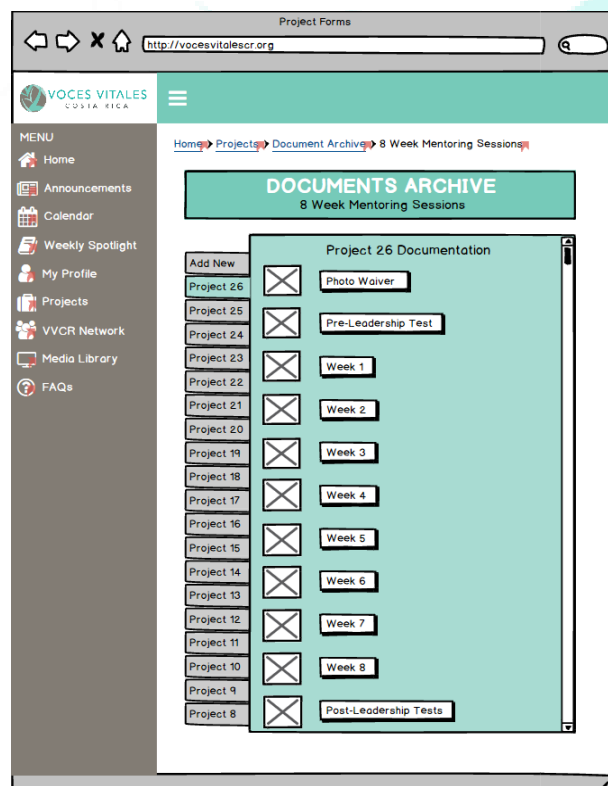 Project Forms
http://vocesvitalescr.org
VOCES VITALES
COSTA RICA
MENU
Home
Announcements
Calendar
Weekly Spotlight
My Profile
Projects
VVCR Network
Media Library
FAQs
Home Projects Document Archive 8 Week Mentoring Sessions
DOCUMENTS ARCHIVE
8 Week Mentoring Sessions
Add New
Project 26
Project 25
Project 24
Project 23
Project 22
Project 21
Project 20
Project 19
Project 18
Project 17
Project 16
Project 15
Project 14
Project 13
Project 12
Project 11
Project 10
Project 9
Project 8
Project 26 Documentation
Photo Waiver
Pre-Leadership Test
Week 1
Week 2
Week 3
Week 4
Week 5
Week 6
Week 7
Week 8
Post-Leadership Tests